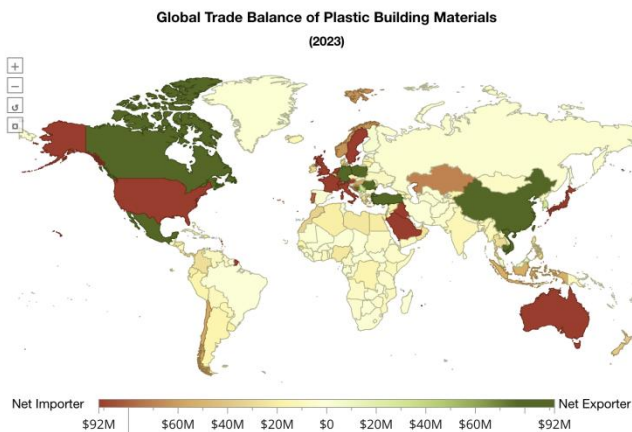 Global Trade Balance of Plastic Building Materials
(2023)
+
−
↺
Net Importer
Net Exporter
$92M $60M $40M $20M $0 $20M $40M $60M $92M